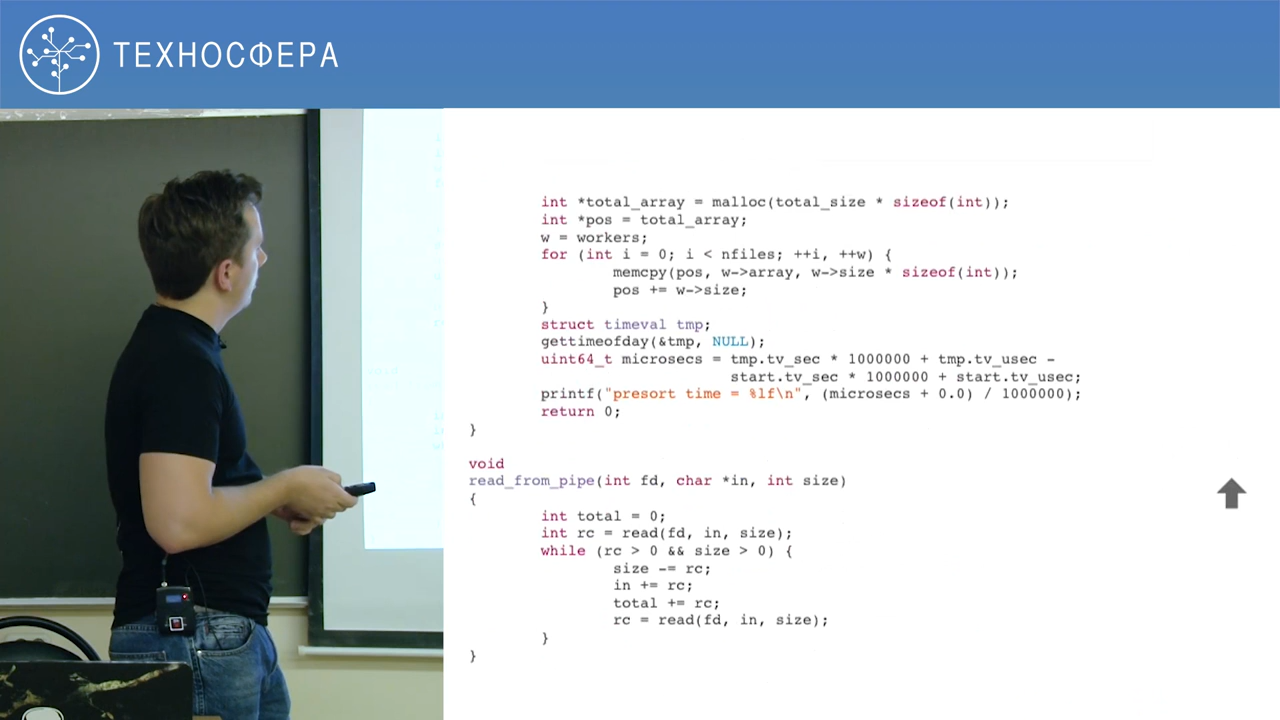 ТЕХНОСФЕРА
int *total_array = malloc(total_size * sizeof(int));
int *pos = total_array;
w = workers;
for (int i = 0; i < nfiles; ++i, ++w) {
memcpy(pos, w->array, w->size * sizeof(int));
pos += w->size;
}
struct timeval tmp;
gettimeofday(&tmp, NULL);
uint64_t microsecs = tmp.tv_sec * 1000000 + tmp.tv_usec -
start.tv_sec * 1000000 + start.tv_usec;
printf("presort time = %lf\n", (microsecs + 0.0) / 1000000);
return 0;
}
void
read_from_pipe(int fd, char *in, int size)
{
int total = 0;
int rc = read(fd, in, size);
while (rc > 0 && size > 0) {
size -= rc;
in += rc;
total += rc;
rc = read(fd, in, size);
}
}